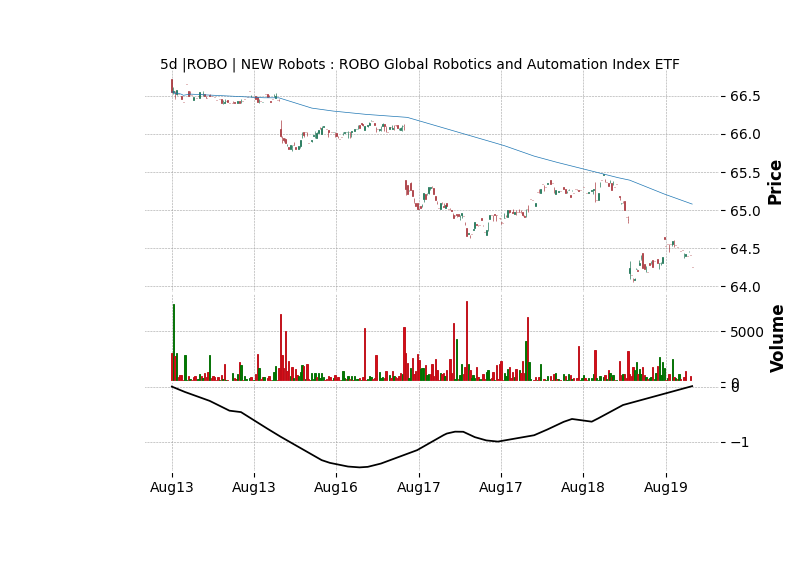 5d |ROBO | NEW Robots : ROBO Global Robotics and Automation Index ETF
66.5
66.0
65.5
65.0
64.5
64.0
Price
5000
0
Volume
0
−1
Aug13 Aug13 Aug16 Aug17 Aug17 Aug18 Aug19